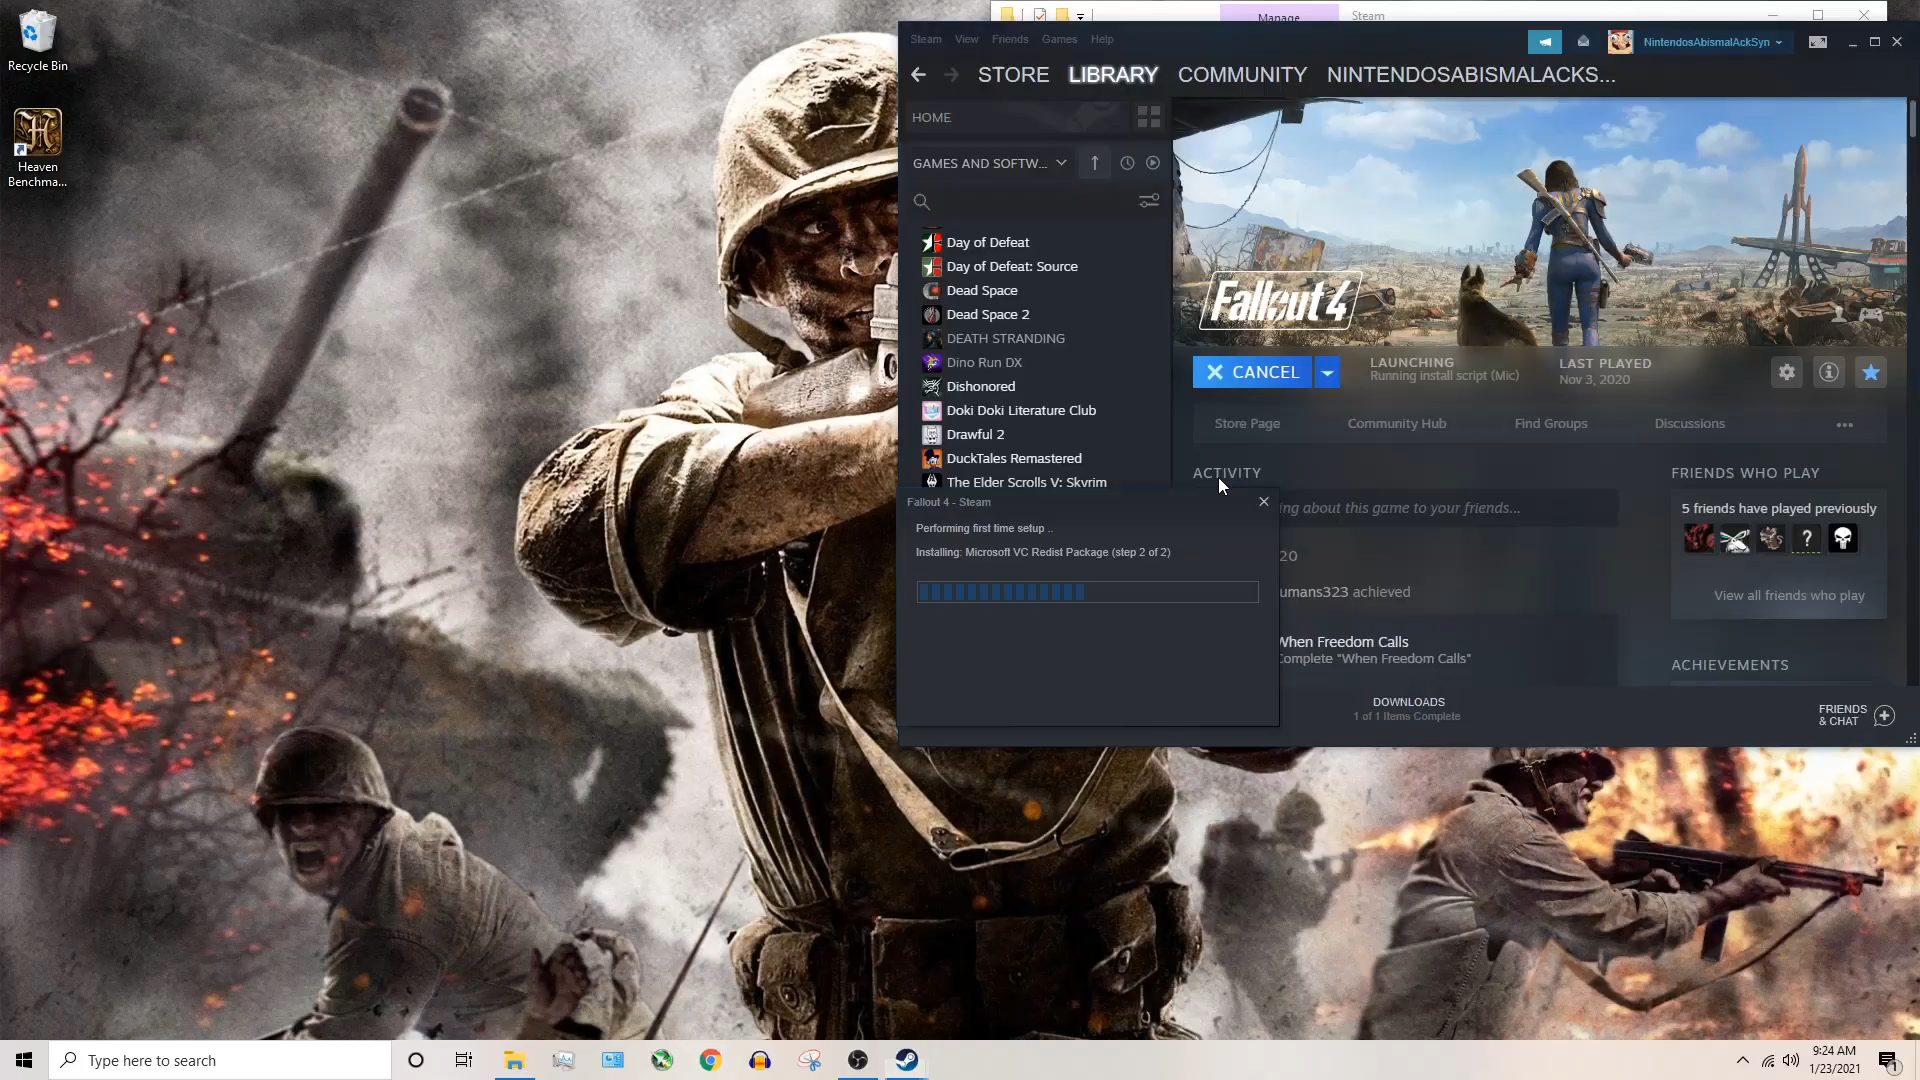 Recycle Bin
Heaven
Benchma...
Manage
Steam
Steam View Friends Games Help
NintendosAbismalAckSyn
STORE LIBRARY COMMUNITY NINTENDOSABISMALACKS...
HOME
GAMES AND SOFTW...
Day of Defeat
Day of Defeat: Source
Dead Space
Dead Space 2
DEATH STRANDING
Dino Run DX
Dishonored
Doki Doki Literature Club
Drawful 2
DuckTales Remastered
The Elder Scrolls V: Skyrim
Fallout 4
CANCEL
LAUNCHING
Running install script (Mic)
LAST PLAYED
Nov 3, 2020
Store Page Community Hub Find Groups Discussions
ACTIVITY
ing about this game to your friends...
20
umans323 achieved
When Freedom Calls
Complete "When Freedom Calls"
FRIENDS WHO PLAY
5 friends have played previously
?
View all friends who play
ACHIEVEMENTS
Fallout 4 - Steam
Performing first time setup ..
Installing: Microsoft VC Redist Package (step 2 of 2)
DOWNLOADS
1 of 1 Items Complete
FRIENDS
& CHAT
Type here to search
9:24 AM
1/23/2021
1